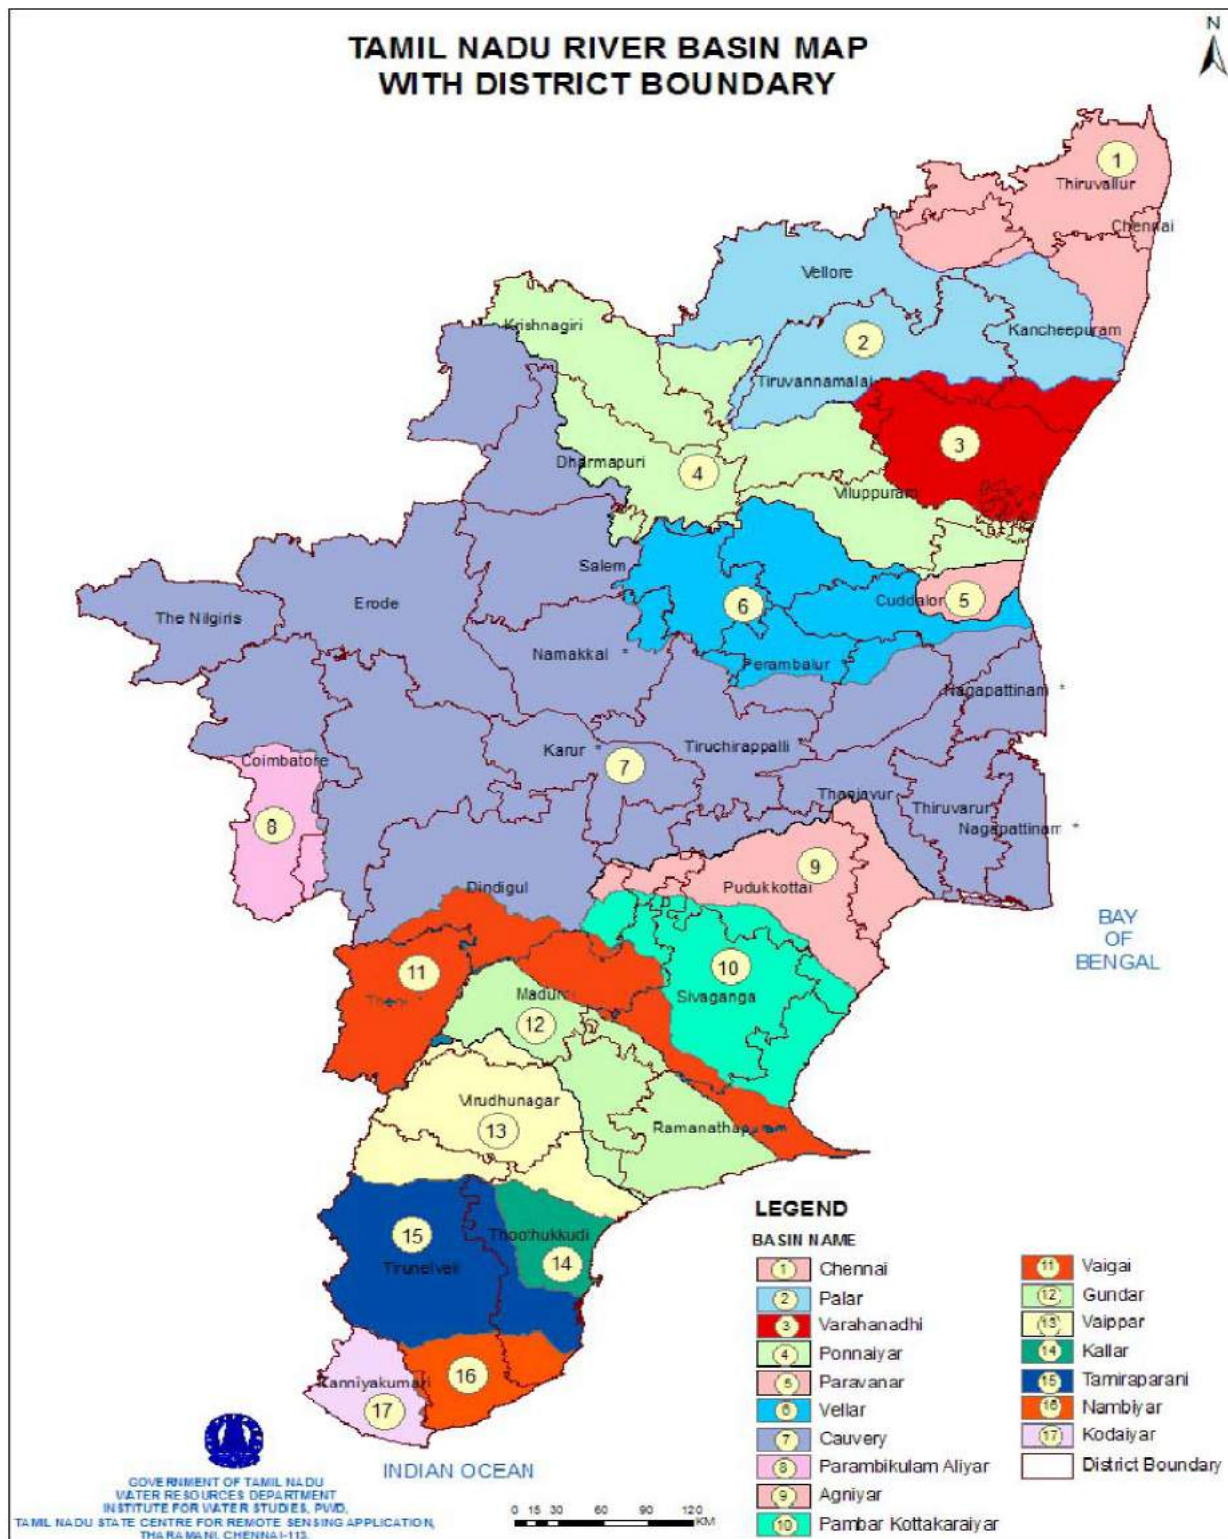 TAMIL NADU RIVER BASIN MAP
WITH DISTRICT BOUNDARY
N
1
Thiruvallur
Chennai
Vellore
Krishnagiri
Kancheepuram
2
Tiruvannamalai
3
Dharmapuri
4
Viluppuram
Salem
Erode
6
Cuddalor
5
The Nilgiris
Namakkal *
Perambalur *
Nagapattinam *
Karur *
Tiruchirappalli *
Coimbatore
7
Thanjavur
Thiruvarur
8
Nagapattinam *
9
Dindigul
Pudukkottai
BAY
OF
BENGAL
11
10
Theni *
Madurai
Sivaganga
12
Virudhunagar
13
Ramanathapuram
15
Thoothukkudi
14
Tirunelveli
16
Kanniyakumari
17
INDIAN OCEAN
LEGEND
BASIN NAME
1 Chennai
2 Palar
3 Varahanadhi
4 Ponnaiyar
5 Paravanar
6 Vellar
7 Cauvery
8 Parambikulam Aliyar
9 Agniyar
10 Pambar Kottakaraiyar
11 Vaigai
12 Gundar
13 Vaippar
14 Kallar
15 Tamiraparani
16 Nambiyar
17 Kodaiyar
District Boundary
GOVERNMENT OF TAMIL NADU
WATER RESOURCES DEPARTMENT
INSTITUTE FOR WATER STUDIES, PWD,
TAMIL NADU STATE CENTRE FOR REMOTE SENSING APPLICATION,
THARAMANI, CHENNAI-113.
0 15 30 60 90 120
KM